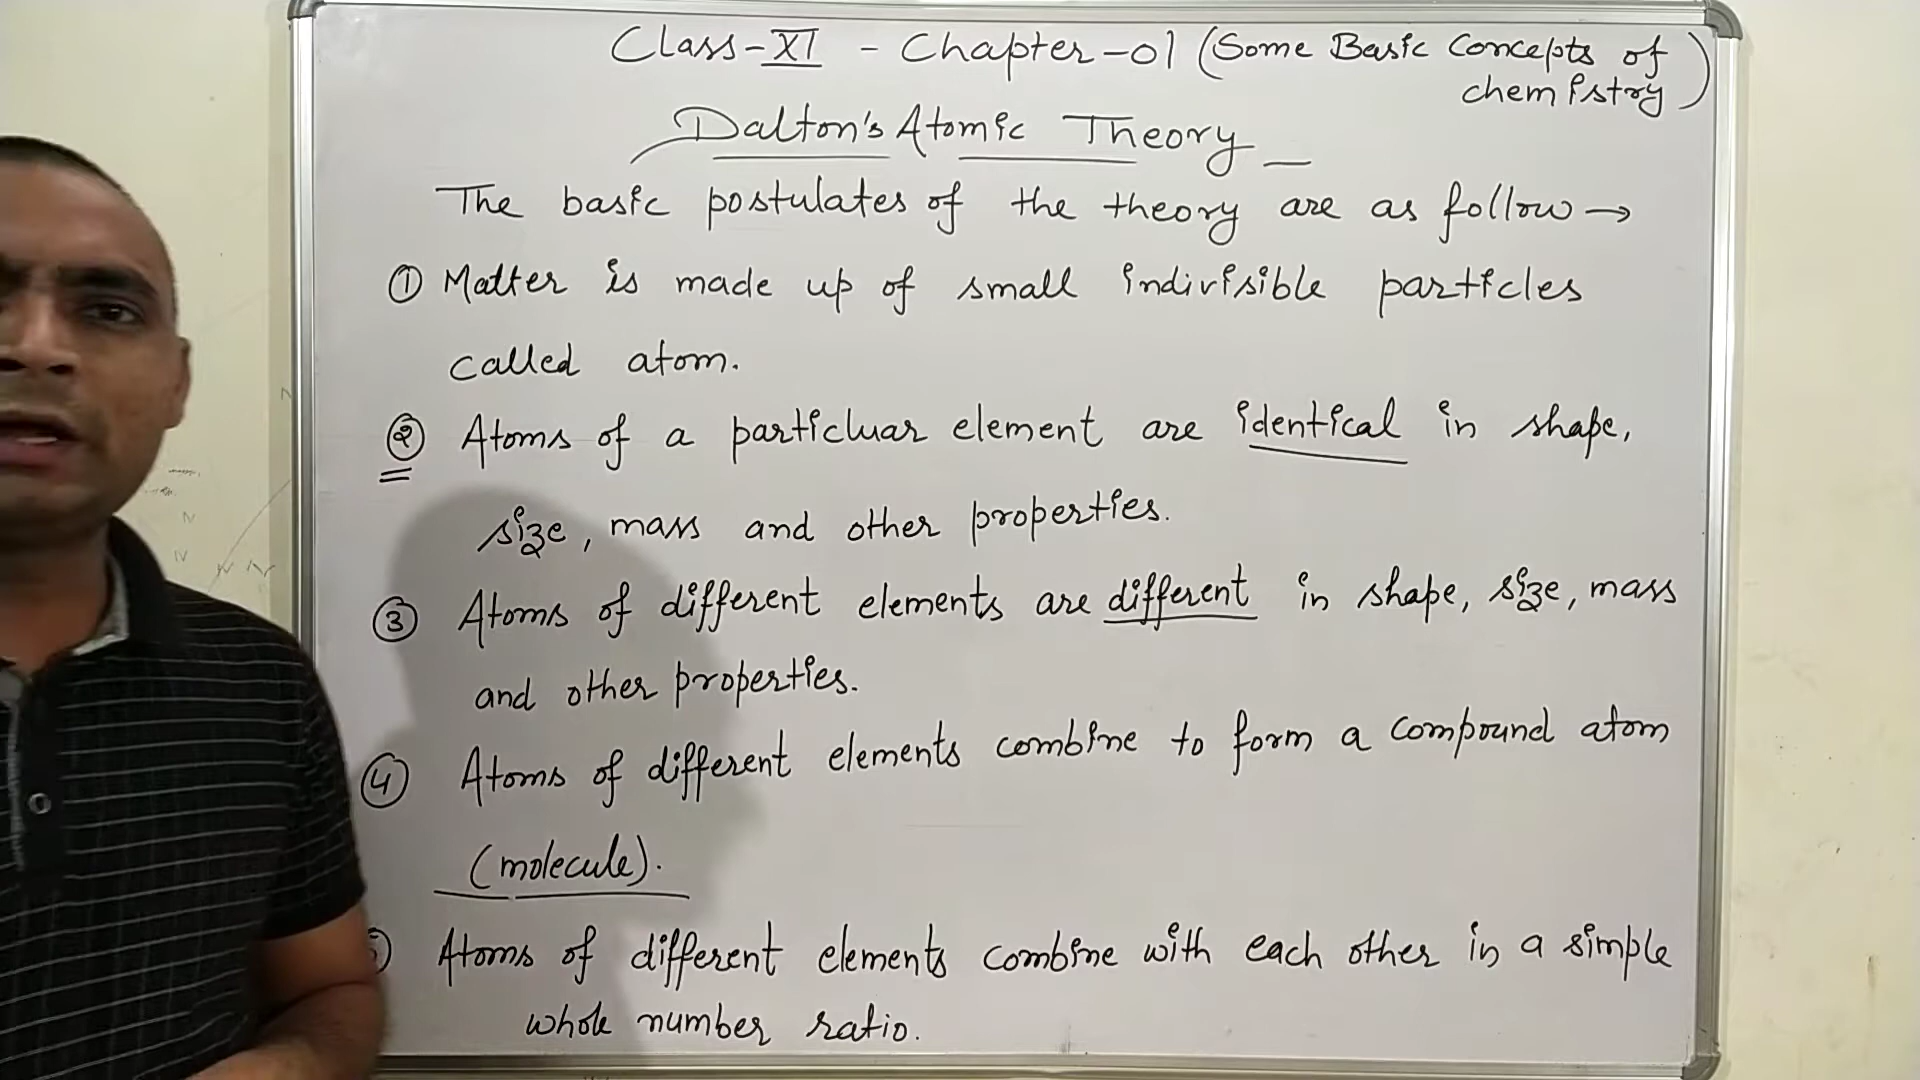 Class-XI - Chapter-01 (Some Basic Concepts of
chemistry)
Dalton's Atomic Theory
The basic postulates of the theory are as follow →
① Matter is made up of small indivisible particles
called atom.
② Atoms of a particluar element are identical in shape,
size, mass and other properties.
③ Atoms of different elements are different in shape, size, mass
and other properties.
④ Atoms of different elements combine to form a compound atom
(molecule).
Atoms of different elements combine with each other in a simple
whole number ratio.